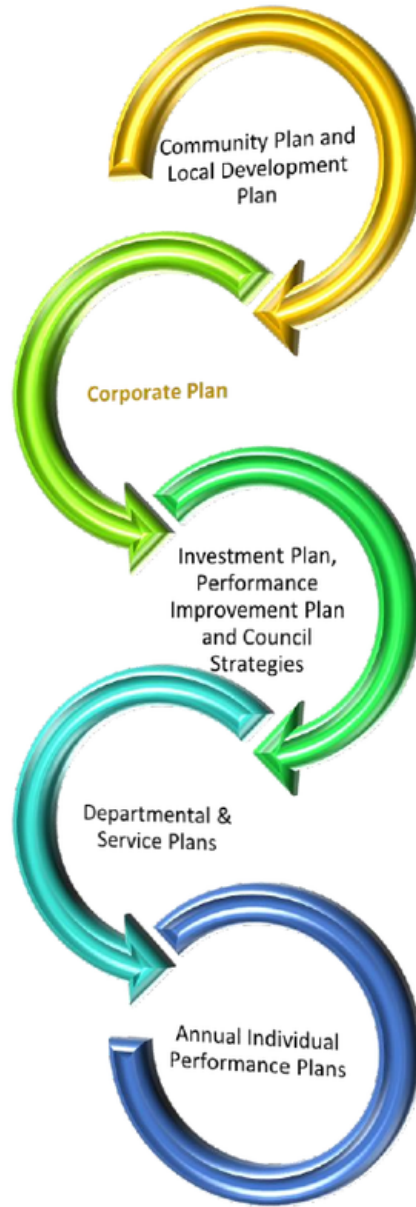 Community Plan and
Local Development
Plan
Corporate Plan
Investment Plan,
Performance
Improvement Plan
and Council
Strategies
Departmental &
Service Plans
Annual Individual
Performance Plans